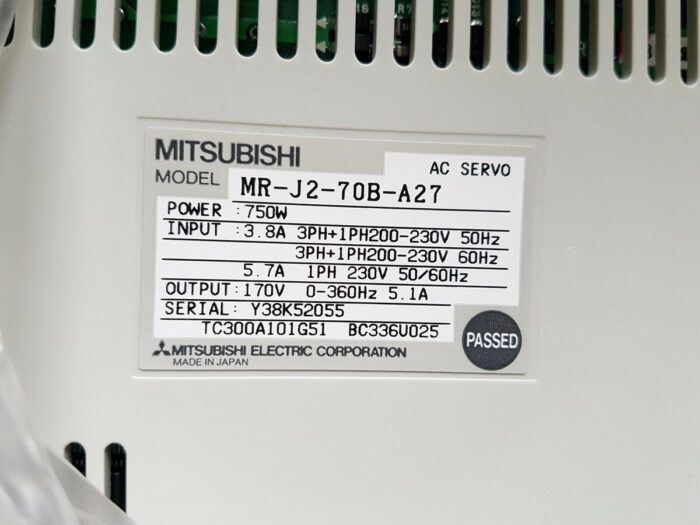 MITSUBISHI
AC SERVO
MODEL MR-J2-70B-A27
POWER : 750W
INPUT : 3.8A 3PH+1PH200-230V 50Hz
3PH+1PH200-230V 60Hz
5.7A 1PH 230V 50/60Hz
OUTPUT : 170V 0-360Hz 5.1A
SERIAL: Y38K52055
TC300A101G51 BC336U025
PASSED
MITSUBISHI ELECTRIC CORPORATION
MADE IN JAPAN